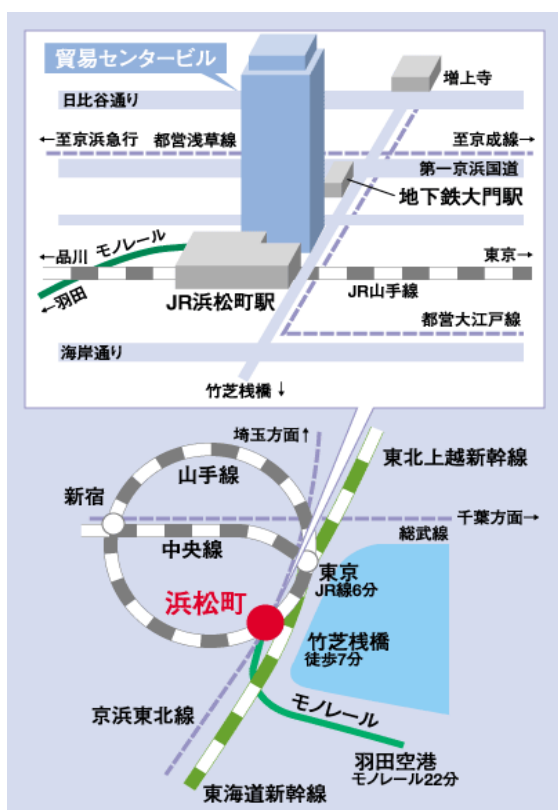 貿易センタービル
増上寺
日比谷通り
←至京浜急行
都営浅草線
至京成線→
第一京浜国道
地下鉄大門駅
←品川
モノレール
東京→
←羽田
JR浜松町駅
JR山手線
都営大江戸線
海岸通り
竹芝桟橋↓
埼玉方面↑
山手線
東北上越新幹線
新宿
千葉方面→
総武線
中央線
東京
JR線6分
浜松町
竹芝桟橋
徒歩7分
京浜東北線
モノレール
羽田空港
モノレール22分
東海道新幹線